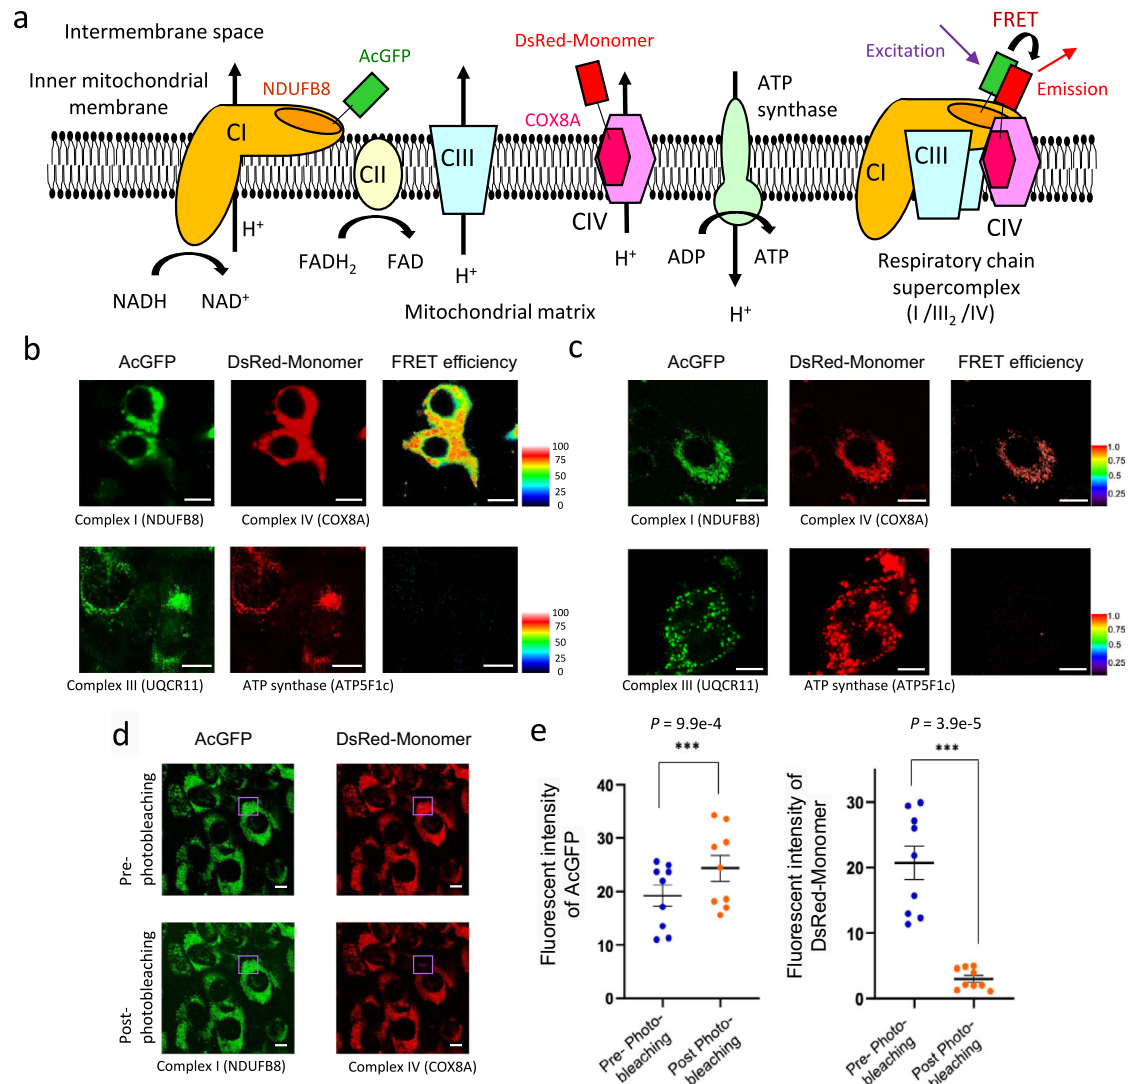 a
Intermembrane space
Inner mitochondrial
membrane
NDUFB8
AcGFP
CI
CII
CIII
DsRed-Monomer
COX8A
CIV
ATP
synthase
Excitation
FRET
Emission
CI
CIII
CIV
H+
NADH
NAD+
FADH2
FAD
H+
H+
ADP
ATP
H+
Mitochondrial matrix
Respiratory chain
supercomplex
(I /III2 /IV)
b
AcGFP
DsRed-Monomer
FRET efficiency
100
75
50
25
0
Complex I (NDUFB8)
Complex IV (COX8A)
100
75
50
25
0
Complex III (UQCR11)
ATP synthase (ATP5F1c)
c
AcGFP
DsRed-Monomer
FRET efficiency
1.0
0.75
0.5
0.25
Complex I (NDUFB8)
Complex IV (COX8A)
1.0
0.75
0.5
0.25
Complex III (UQCR11)
ATP synthase (ATP5F1c)
d
AcGFP
DsRed-Monomer
Pre-
photobleaching
Post-
photobleaching
Complex I (NDUFB8)
Complex IV (COX8A)
e
P = 9.9e-4
***
Fluorescent intensity
of AcGFP
40
30
20
10
0
Pre- Photo-
bleaching
Post Photo-
bleaching
P = 3.9e-5
***
Fluorescent intensity of
DsRed-Monomer
30
20
10
0
Pre- Photo-
bleaching
Post Photo-
bleaching